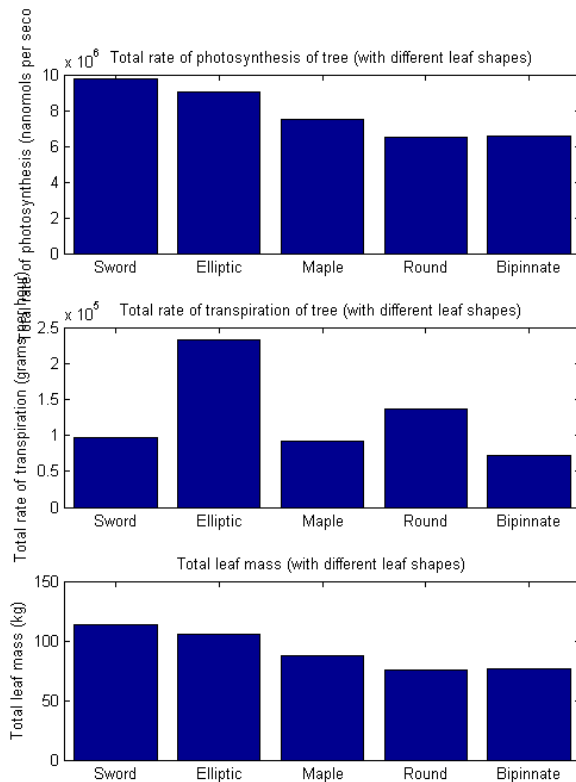 x 10^6
Total rate of photosynthesis of tree (with different leaf shapes)
Total rate of photosynthesis (nanomols per seco
10
8
6
4
2
0
Sword Elliptic Maple Round Bipinnate
x 10^5
Total rate of transpiration of tree (with different leaf shapes)
Total rate of transpiration (grams per hour)
2.5
2
1.5
1
0.5
0
Sword Elliptic Maple Round Bipinnate
Total leaf mass (with different leaf shapes)
Total leaf mass (kg)
150
100
50
0
Sword Elliptic Maple Round Bipinnate